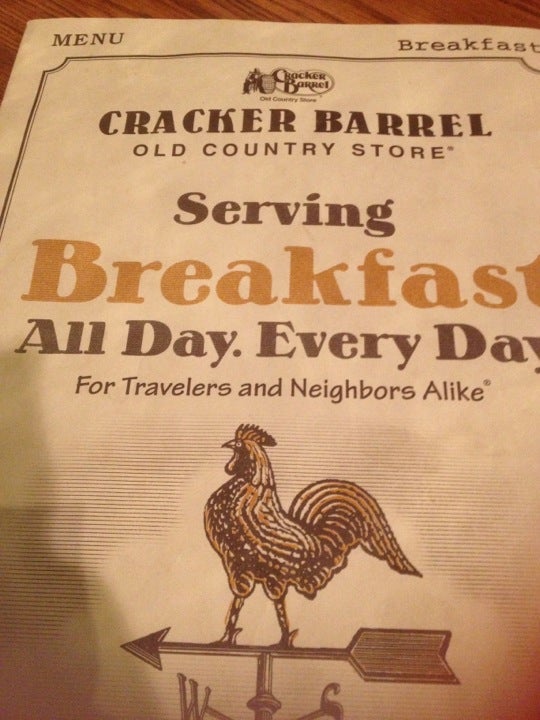 MENU
Breakfast
Cracker Barrel
Old Country Store
CRACKER BARREL
OLD COUNTRY STORE®
Serving
Breakfast
All Day. Every Day
For Travelers and Neighbors Alike®
W S